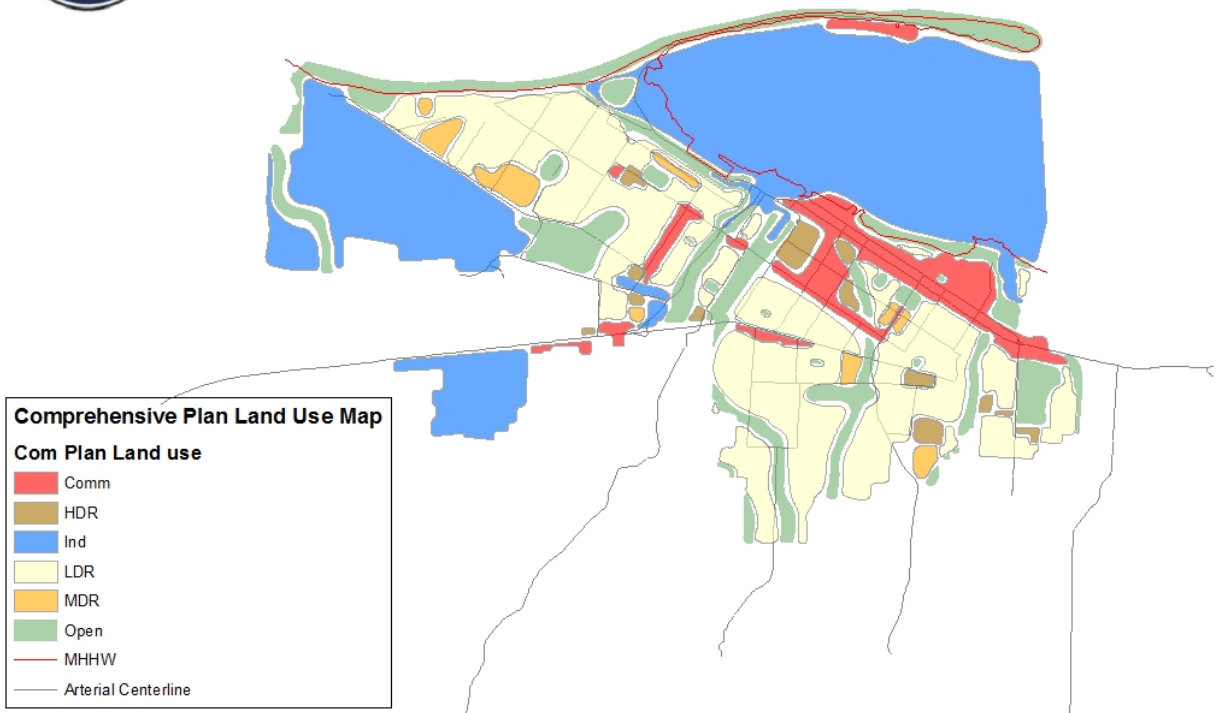 Comprehensive Plan Land Use Map
Com Plan Land use
Comm
HDR
Ind
LDR
MDR
Open
MHHW
Arterial Centerline